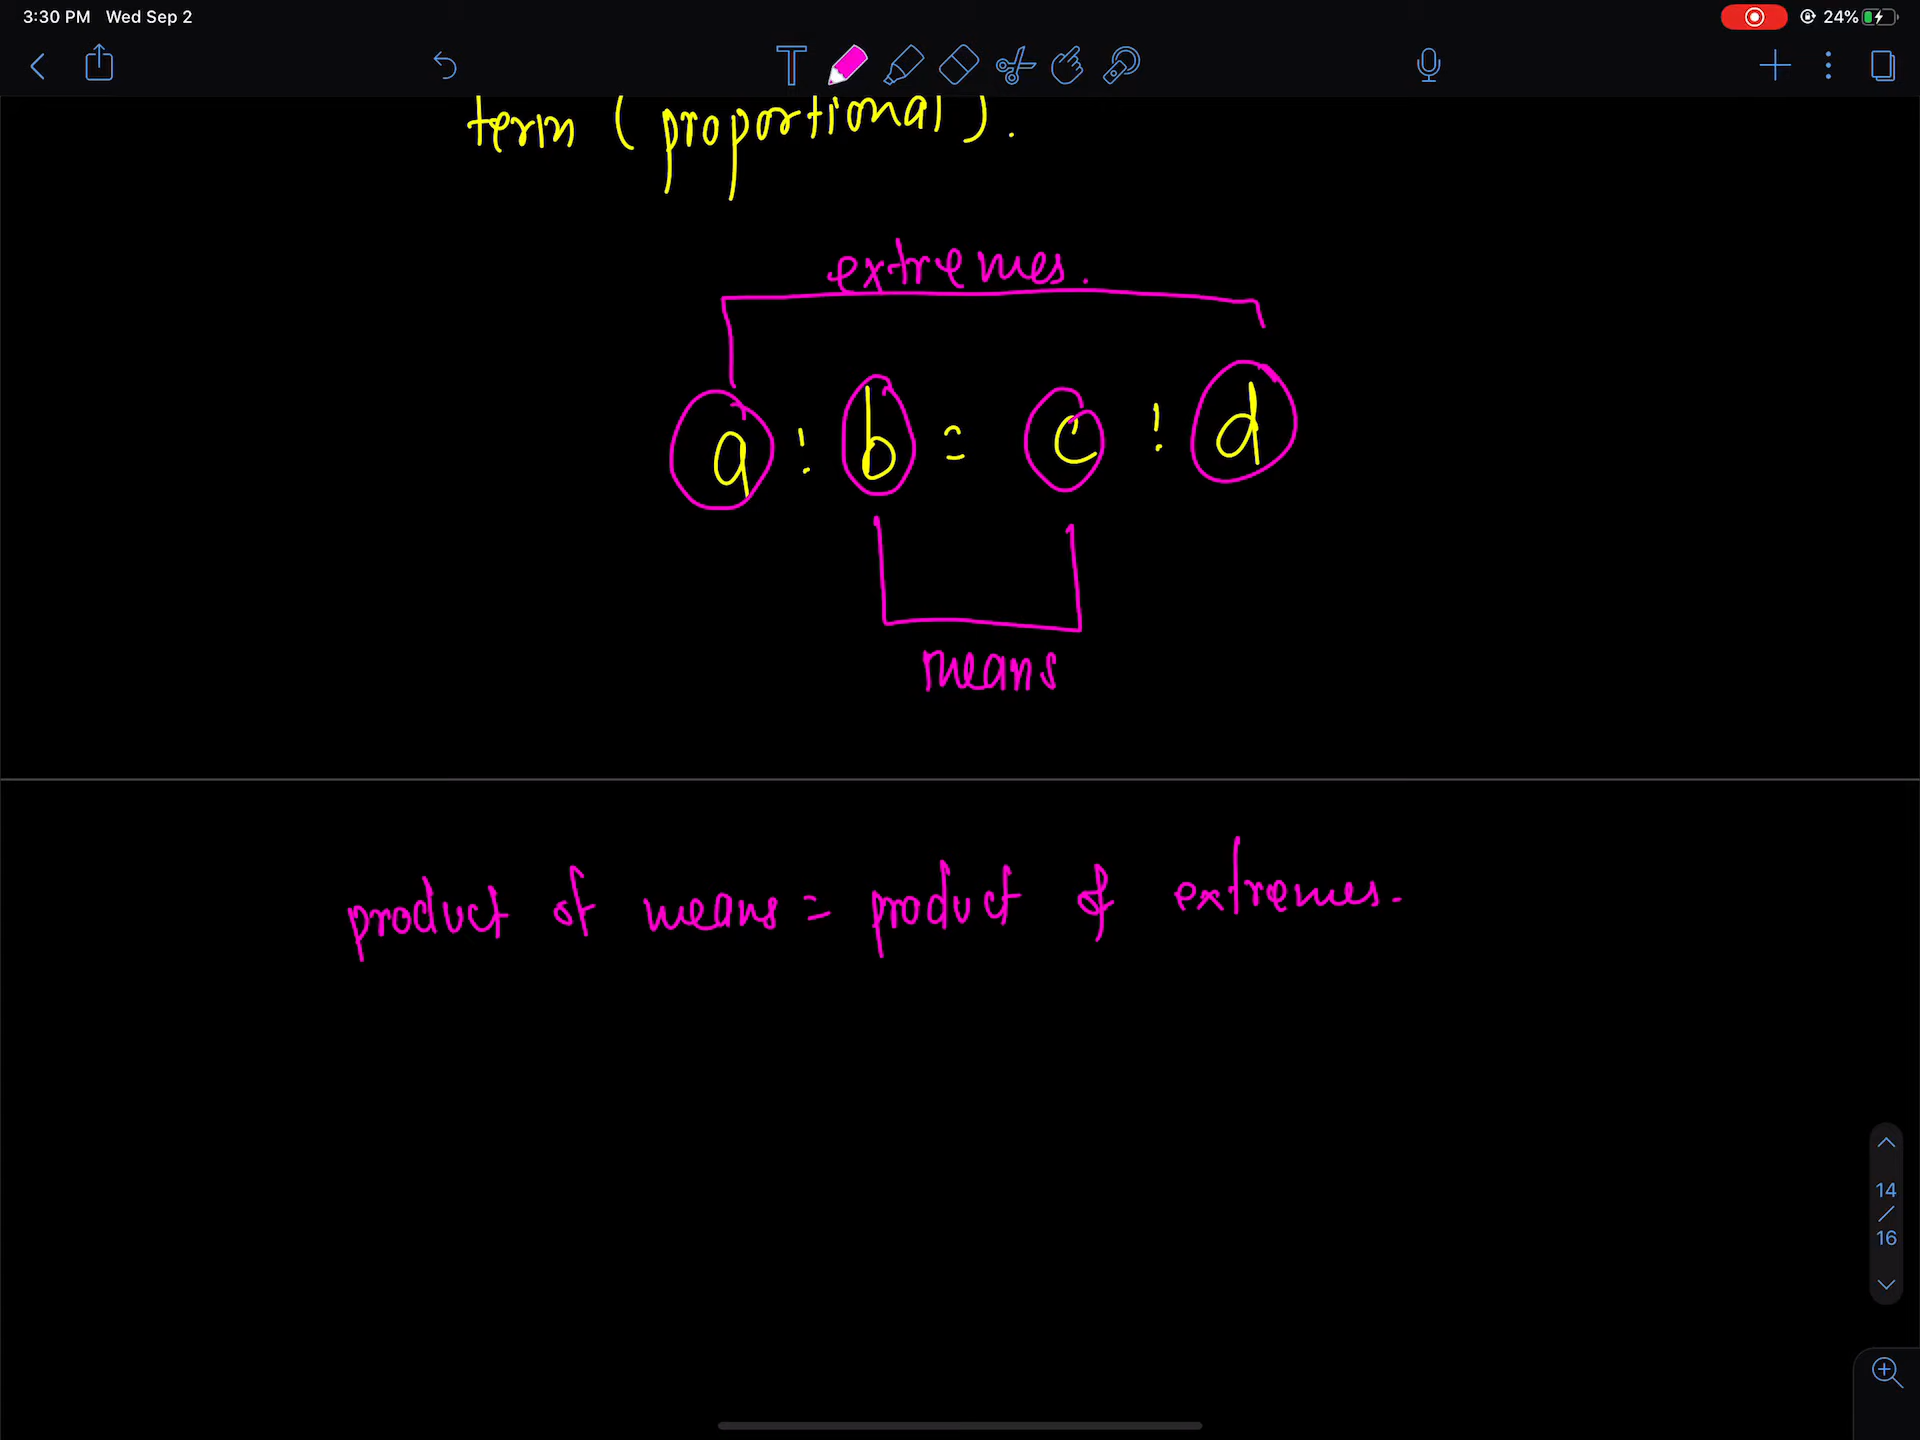 3:30 PM Wed Sep 2
24%
term (proportional).
extremes.
a : b = c : d
means
product of means = product of extremes.
14
/
16